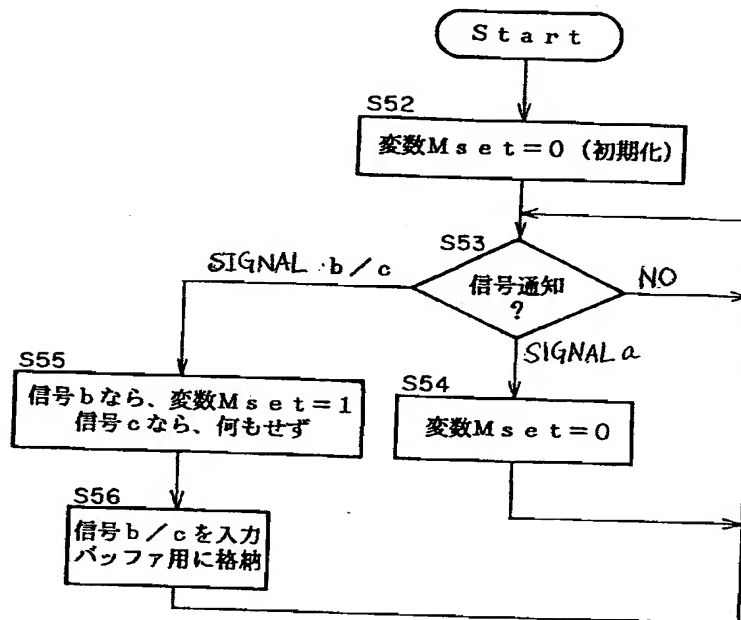 Start
S52
変数Mset=0 (初期化)
S53
SIGNAL b/c
信号通知
?
NO
SIGNAL a
S55
信号bなら、変数Mset=1
信号cなら、何もせず
S54
変数Mset=0
S56
信号b/cを入力
バッファ用に格納